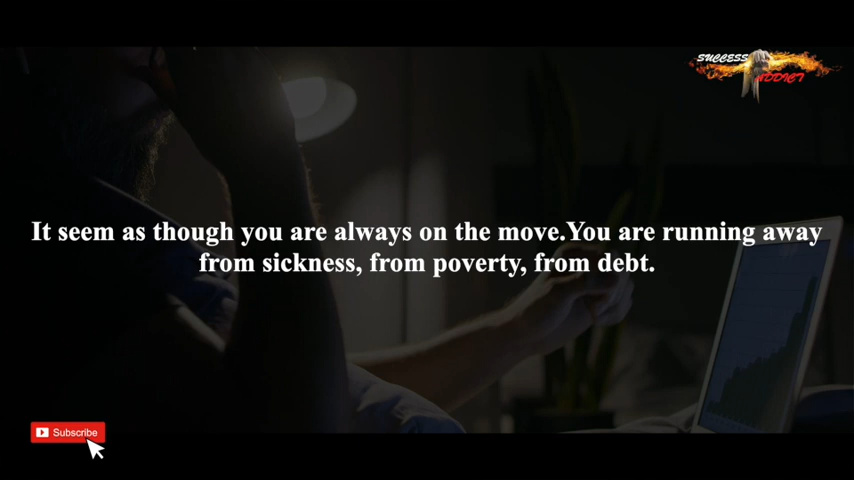 SUCCESS
ADDICT
It seem as though you are always on the move.You are running away
from sickness, from poverty, from debt.
Subscribe